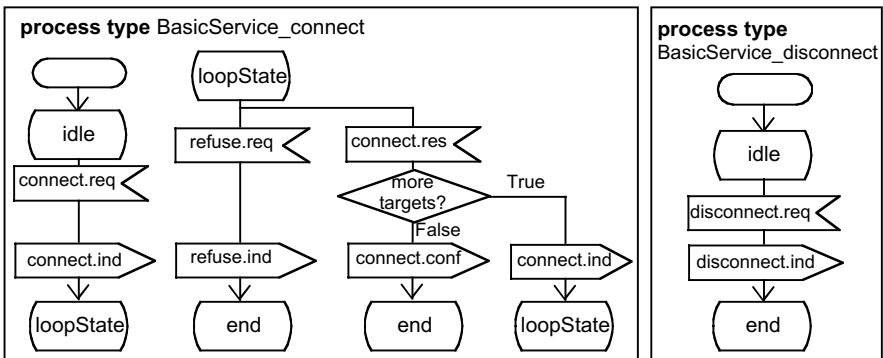 process type BasicService_connect
idle
connect.req
connect.ind
loopState
loopState
refuse.req
refuse.ind
end
connect.res
more
targets?
True
False
connect.conf
end
connect.ind
loopState
process type
BasicService_disconnect
idle
disconnect.req
disconnect.ind
end